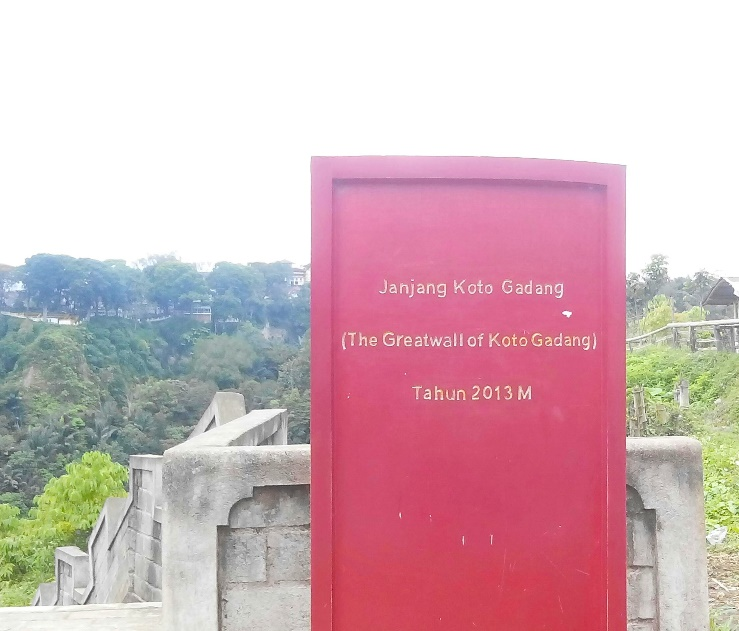 Janjang Koto Gadang
(The Greatwall of Koto Gadang)
Tahun 2013 M